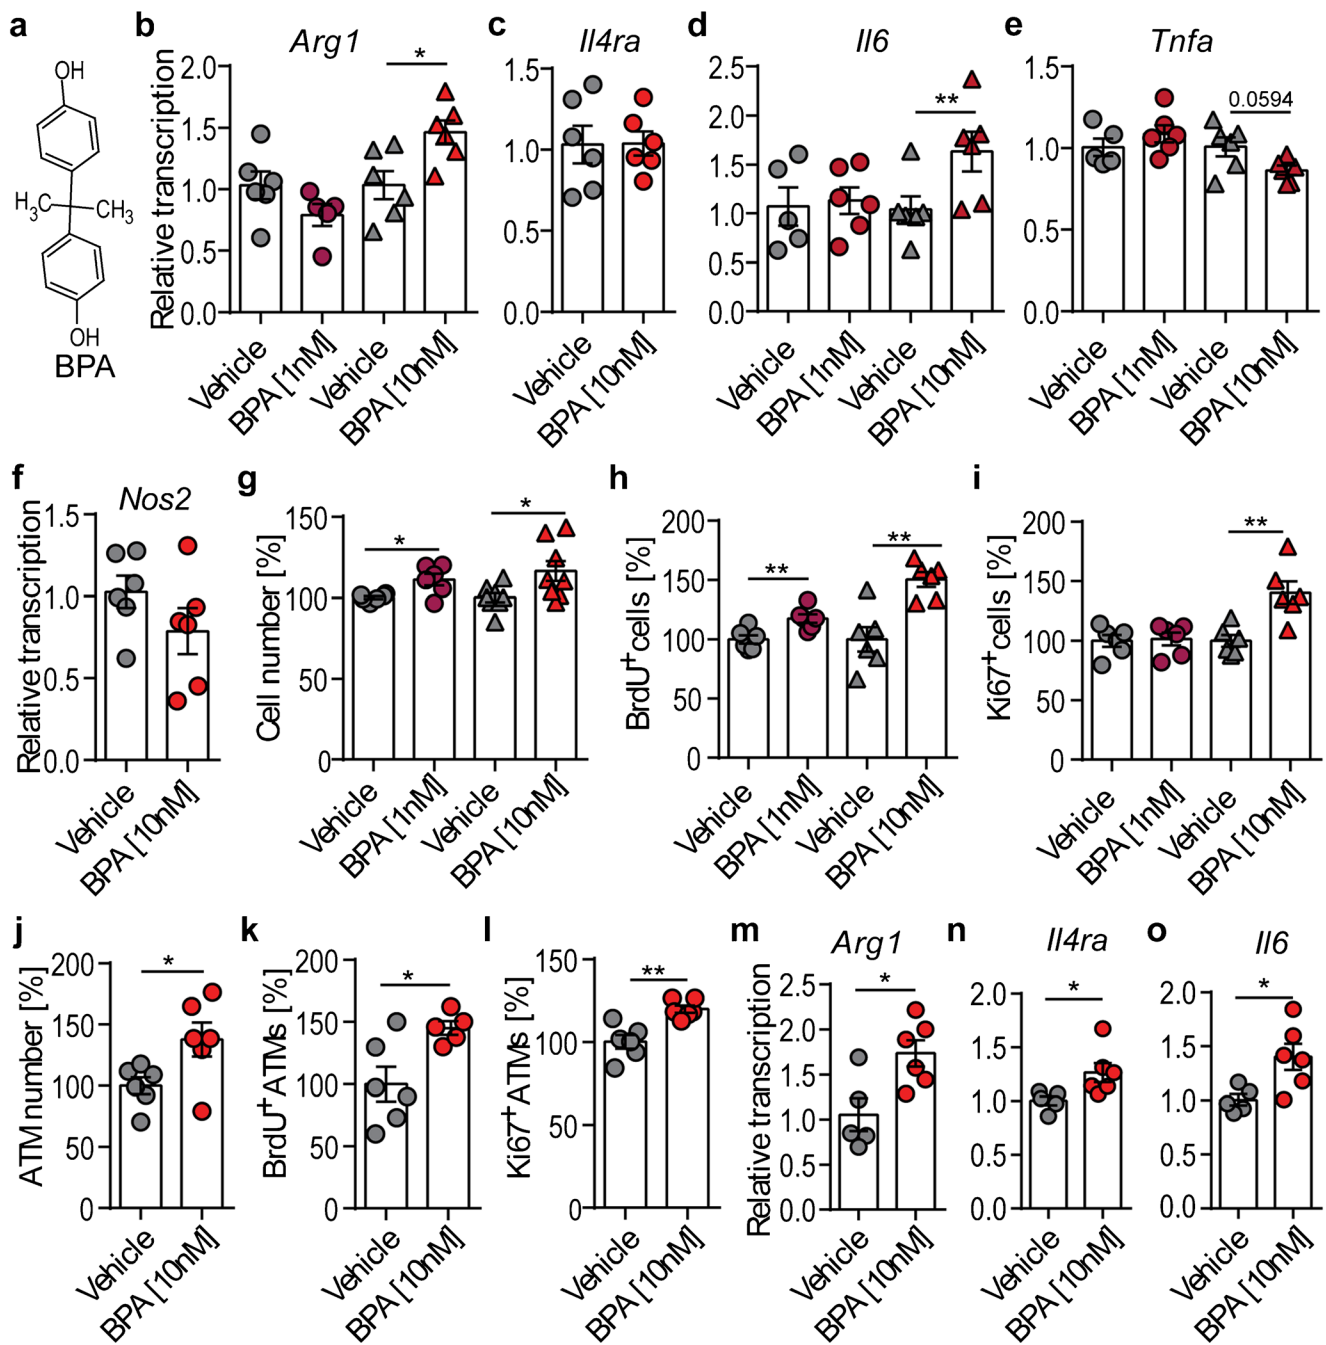 a
OH
H₃C
CH₃
OH
BPA
b
Arg1
Relative transcription
2.0
1.5
1.0
0.5
0.0
*
Vehicle
BPA [1nM]
Vehicle
BPA [10nM]
c
Il4ra
1.5
1.0
0.5
0.0
Vehicle
BPA [10nM]
d
Il6
2.5
2.0
1.5
1.0
0.5
0.0
**
Vehicle
BPA [1nM]
Vehicle
BPA [10nM]
e
Tnfa
1.5
1.0
0.5
0.0
0.0594
Vehicle
BPA [1nM]
Vehicle
BPA [10nM]
f
Nos2
Relative transcription
1.5
1.0
0.5
0.0
Vehicle
BPA [10nM]
g
Cell number [%]
150
100
50
0
*
*
Vehicle
BPA [1nM]
Vehicle
BPA [10nM]
h
BrdU⁺cells [%]
200
150
100
50
0
**
**
Vehicle
BPA [1nM]
Vehicle
BPA [10nM]
i
Ki67⁺cells [%]
200
150
100
50
0
**
Vehicle
BPA [1nM]
Vehicle
BPA [10nM]
j
ATM number [%]
200
150
100
50
0
*
Vehicle
BPA [10nM]
k
BrdU⁺ATMs [%]
200
150
100
50
0
*
Vehicle
BPA [10nM]
l
Ki67⁺ATMs [%]
150
100
50
0
**
Vehicle
BPA [10nM]
m
Arg1
Relative transcription
2.5
2.0
1.5
1.0
0.5
0.0
*
Vehicle
BPA [10nM]
n
Il4ra
2.0
1.5
1.0
0.5
0.0
*
Vehicle
BPA [10nM]
o
Il6
2.0
1.5
1.0
0.5
0.0
*
Vehicle
BPA [10nM]